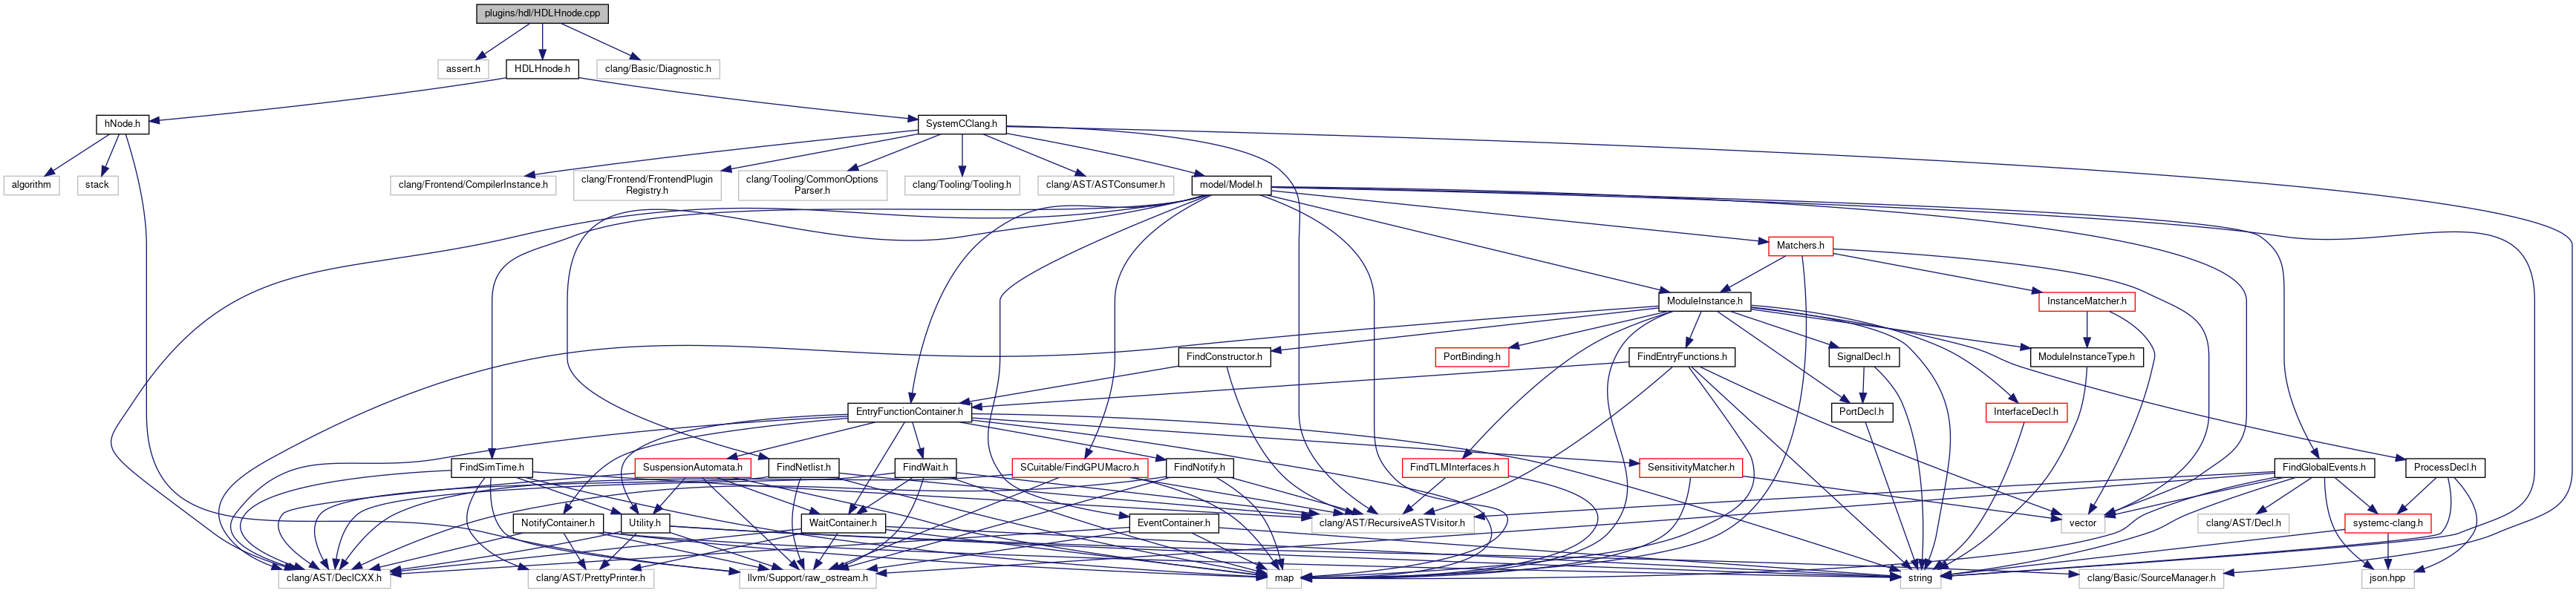 plugins/hdl/HDLHnode.cpp
assert.h
HDLHnode.h
clang/Basic/Diagnostic.h
hNode.h
SystemCClang.h
algorithm
stack
clang/Frontend/CompilerInstance.h
clang/Frontend/FrontendPlugin
Registry.h
clang/Tooling/CommonOptions
Parser.h
clang/Tooling/Tooling.h
clang/AST/ASTConsumer.h
model/Model.h
Matchers.h
ModuleInstance.h
InstanceMatcher.h
FindConstructor.h
PortBinding.h
FindEntryFunctions.h
SignalDecl.h
ModuleInstanceType.h
EntryFunctionContainer.h
PortDecl.h
InterfaceDecl.h
FindSimTime.h
SuspensionAutomata.h
FindNetlist.h
FindWait.h
SCuitable/FindGPUMacro.h
FindNotify.h
FindTLMInterfaces.h
SensitivityMatcher.h
FindGlobalEvents.h
ProcessDecl.h
NotifyContainer.h
Utility.h
WaitContainer.h
EventContainer.h
clang/AST/RecursiveASTVisitor.h
vector
clang/AST/Decl.h
systemc-clang.h
clang/AST/DeclCXX.h
clang/AST/PrettyPrinter.h
llvm/Support/raw_ostream.h
map
string
clang/Basic/SourceManager.h
json.hpp